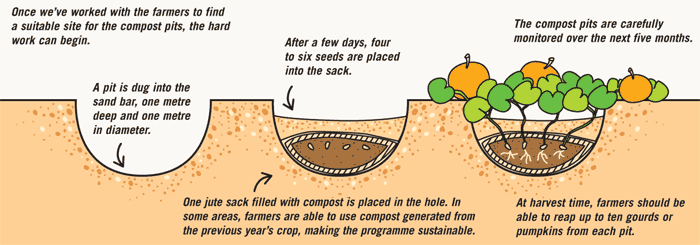 Once we've worked with the farmers to find
a suitable site for the compost pits, the hard
work can begin.
A pit is dug into the
sand bar, one metre
deep and one metre
in diameter.
After a few days, four
to six seeds are placed
into the sack.
One jute sack filled with compost is placed in the hole. In
some areas, farmers are able to use compost generated from
the previous year's crop, making the programme sustainable.
The compost pits are carefully
monitored over the next five months.
At harvest time, farmers should be
able to reap up to ten gourds or
pumpkins from each pit.